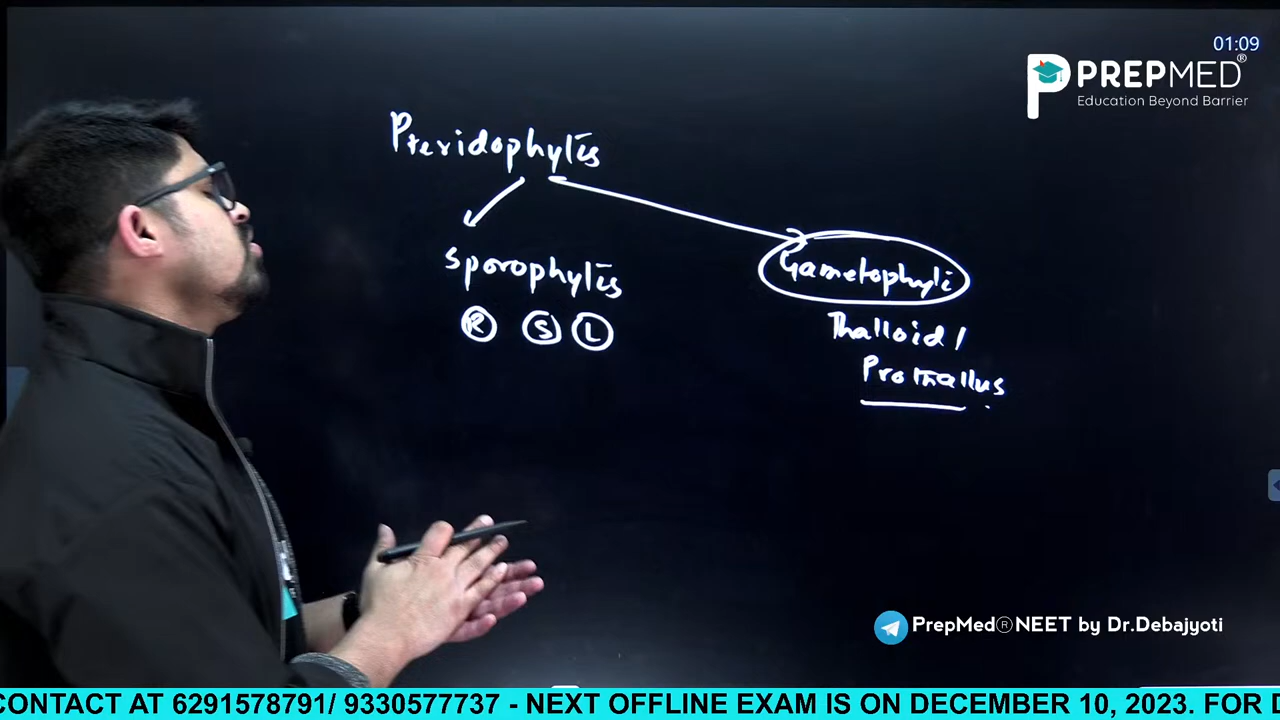 01:09
PREPMED®
Education Beyond Barrier
Pteridophytes
Sporophytes
Gametophyte
R S L
Thalloid /
Prothallus
PrepMed®NEET by Dr.Debajyoti
CONTACT AT 6291578791/ 9330577737 - NEXT OFFLINE EXAM IS ON DECEMBER 10, 2023. FOR D